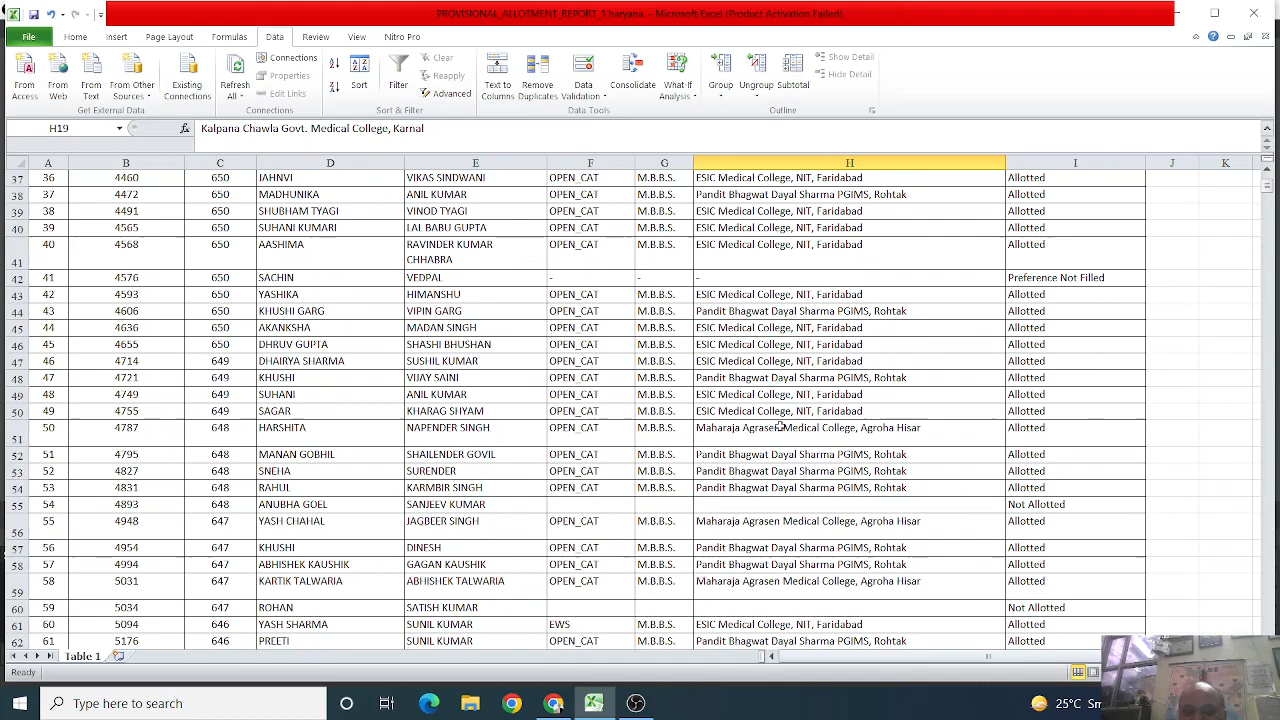 PROVISIONAL_ALLOTMENT_REPORT_1haryana - Microsoft Excel (Product Activation Failed)
File Home Insert Page Layout Formulas Data Review View Nitro Pro
From Access From Web From Text From Other Sources Existing Connections Refresh All Connections Properties Edit Links Sort Filter Clear Reapply Advanced Text to Columns Remove Duplicates Data Validation Consolidate What-If Analysis Group Ungroup Subtotal Show Detail Hide Detail
Get External Data Connections Sort & Filter Data Tools Outline
H19 fx Kalpana Chawla Govt. Medical College, Karnal
A B C D E F G H I J K
37 36 4460 650 JAHNVI VIKAS SINDWANI OPEN_CAT M.B.B.S. ESIC Medical College, NIT, Faridabad Allotted
38 37 4472 650 MADHUNIKA ANIL KUMAR OPEN_CAT M.B.B.S. Pandit Bhagwat Dayal Sharma PGIMS, Rohtak Allotted
39 38 4491 650 SHUBHAM TYAGI VINOD TYAGI OPEN_CAT M.B.B.S. ESIC Medical College, NIT, Faridabad Allotted
40 39 4565 650 SUHANI KUMARI LAL BABU GUPTA OPEN_CAT M.B.B.S. ESIC Medical College, NIT, Faridabad Allotted
41 40 4568 650 AASHIMA RAVINDER KUMAR CHHABRA OPEN_CAT M.B.B.S. ESIC Medical College, NIT, Faridabad Allotted
42 41 4576 650 SACHIN VEDPAL - - - Preference Not Filled
43 42 4593 650 YASHIKA HIMANSHU OPEN_CAT M.B.B.S. ESIC Medical College, NIT, Faridabad Allotted
44 43 4606 650 KHUSHI GARG VIPIN GARG OPEN_CAT M.B.B.S. Pandit Bhagwat Dayal Sharma PGIMS, Rohtak Allotted
45 44 4636 650 AKANKSHA MADAN SINGH OPEN_CAT M.B.B.S. ESIC Medical College, NIT, Faridabad Allotted
46 45 4655 650 DHRUV GUPTA SHASHI BHUSHAN OPEN_CAT M.B.B.S. ESIC Medical College, NIT, Faridabad Allotted
47 46 4714 649 DHAIRYA SHARMA SUSHIL KUMAR OPEN_CAT M.B.B.S. ESIC Medical College, NIT, Faridabad Allotted
48 47 4721 649 KHUSHI VIJAY SAINI OPEN_CAT M.B.B.S. Pandit Bhagwat Dayal Sharma PGIMS, Rohtak Allotted
49 48 4749 649 SUHANI ANIL KUMAR OPEN_CAT M.B.B.S. ESIC Medical College, NIT, Faridabad Allotted
50 49 4755 649 SAGAR KHARAG SHYAM OPEN_CAT M.B.B.S. ESIC Medical College, NIT, Faridabad Allotted
51 50 4787 648 HARSHITA NAPENDER SINGH OPEN_CAT M.B.B.S. Maharaja Agrasen Medical College, Agroha Hisar Allotted
52 51 4795 648 MANAN GOBHIL SHAILENDER GOVIL OPEN_CAT M.B.B.S. Pandit Bhagwat Dayal Sharma PGIMS, Rohtak Allotted
53 52 4827 648 SNEHA SURENDER OPEN_CAT M.B.B.S. Pandit Bhagwat Dayal Sharma PGIMS, Rohtak Allotted
54 53 4831 648 RAHUL KARMBIR SINGH OPEN_CAT M.B.B.S. Pandit Bhagwat Dayal Sharma PGIMS, Rohtak Allotted
55 54 4893 648 ANUBHA GOEL SANJEEV KUMAR Not Allotted
56 55 4948 647 YASH CHAHAL JAGBEER SINGH OPEN_CAT M.B.B.S. Maharaja Agrasen Medical College, Agroha Hisar Allotted
57 56 4954 647 KHUSHI DINESH OPEN_CAT M.B.B.S. Pandit Bhagwat Dayal Sharma PGIMS, Rohtak Allotted
58 57 4994 647 ABHISHEK KAUSHIK GAGAN KAUSHIK OPEN_CAT M.B.B.S. Pandit Bhagwat Dayal Sharma PGIMS, Rohtak Allotted
59 58 5031 647 KARTIK TALWARIA ABHISHEK TALWARIA OPEN_CAT M.B.B.S. Maharaja Agrasen Medical College, Agroha Hisar Allotted
60 59 5034 647 ROHAN SATISH KUMAR Not Allotted
61 60 5094 646 YASH SHARMA SUNIL KUMAR EWS M.B.B.S. ESIC Medical College, NIT, Faridabad Allotted
62 61 5176 646 PREETI SUNIL KUMAR OPEN_CAT M.B.B.S. Pandit Bhagwat Dayal Sharma PGIMS, Rohtak Allotted
Table 1
Ready
Type here to search 25°C Sm